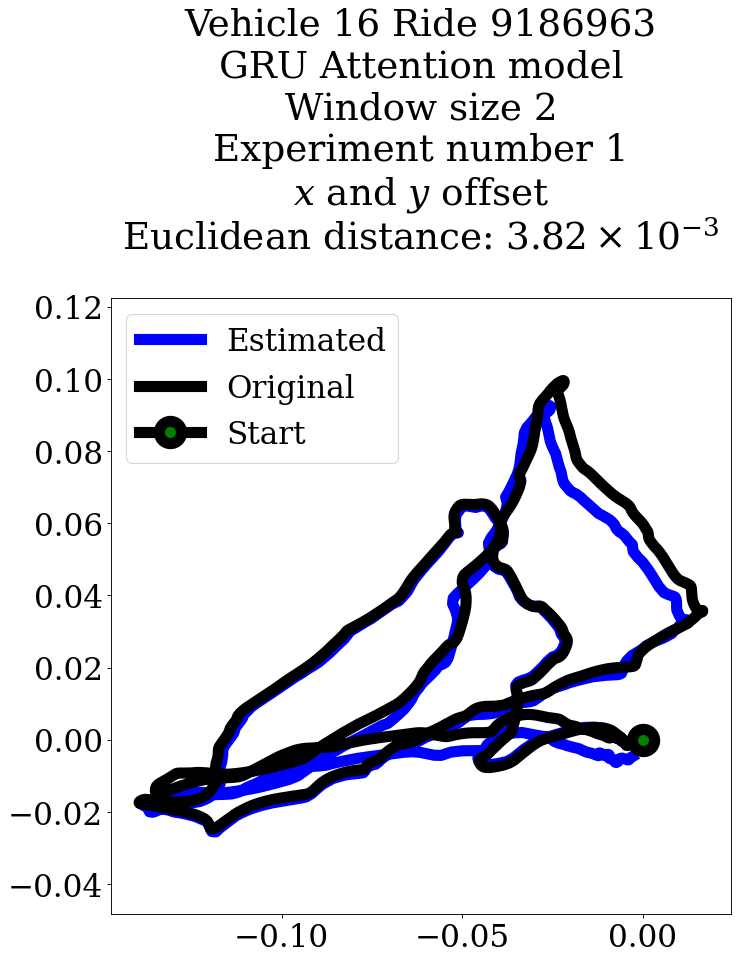 Vehicle 16 Ride 9186963
GRU Attention model
Window size 2
Experiment number 1
x and y offset
Euclidean distance: 3.82 × 10⁻³
0.12
0.10
0.08
0.06
0.04
0.02
0.00
−0.02
−0.04
Estimated
Original
Start
−0.10 −0.05 0.00